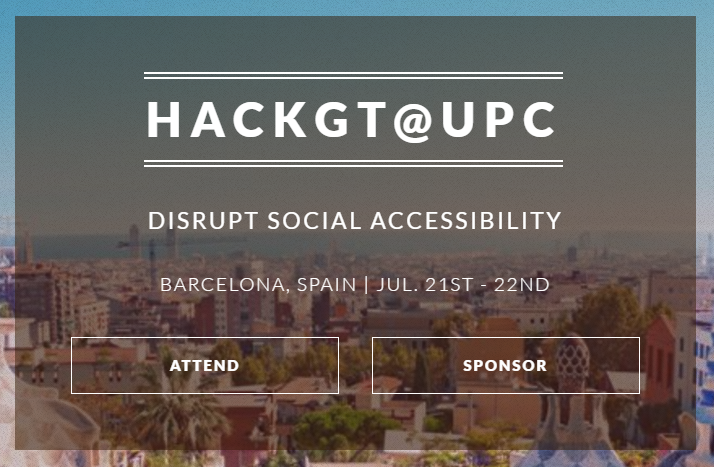 HACKGT@UPC
DISRUPT SOCIAL ACCESSIBILITY
BARCELONA, SPAIN | JUL. 21ST - 22ND
ATTEND
SPONSOR